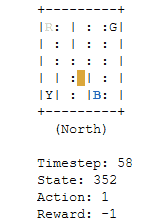 +---------+
|R: | : :G|
| : | : : |
| : : : : |
| | : | : |
|Y| : |B: |
+---------+
(North)
Timestep: 58
State: 352
Action: 1
Reward: -1